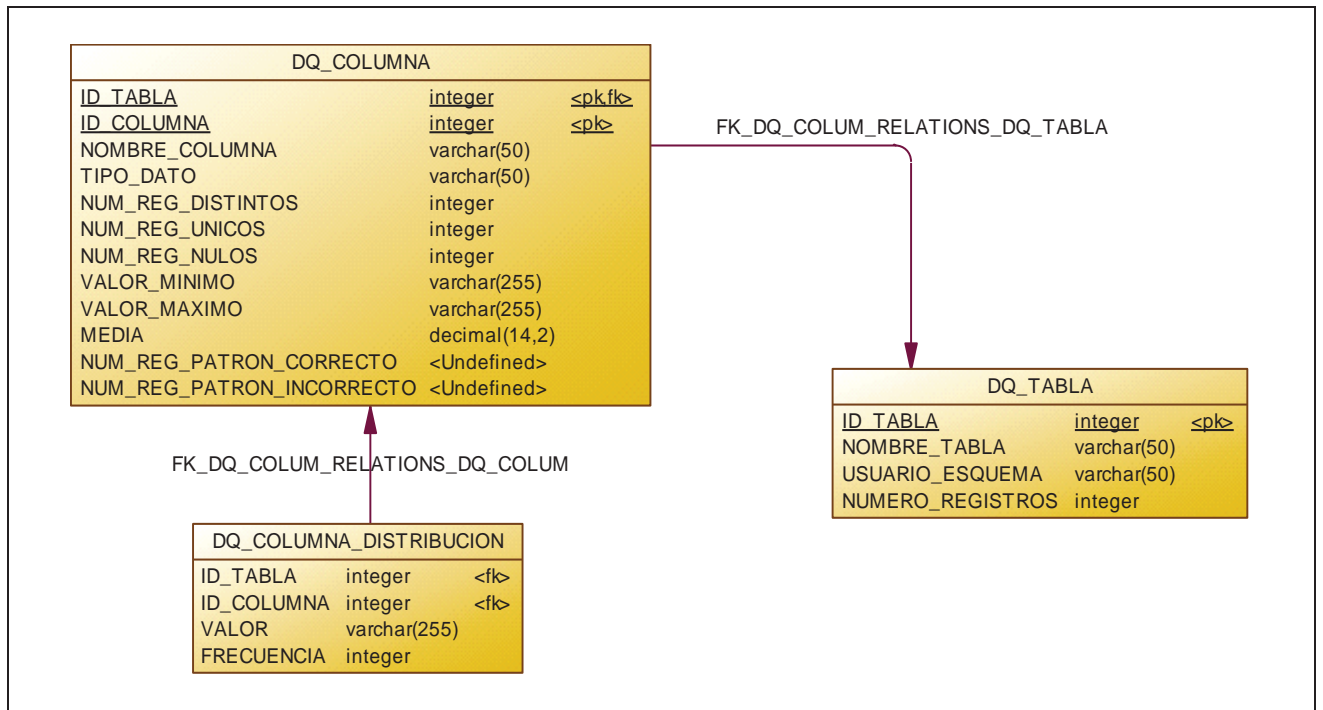 DQ_COLUMNA
ID_TABLA integer <pk,fk>
ID_COLUMNA integer <pk>
NOMBRE_COLUMNA varchar(50)
TIPO_DATO varchar(50)
NUM_REG_DISTINTOS integer
NUM_REG_UNICOS integer
NUM_REG_NULOS integer
VALOR_MINIMO varchar(255)
VALOR_MAXIMO varchar(255)
MEDIA decimal(14,2)
NUM_REG_PATRON_CORRECTO <Undefined>
NUM_REG_PATRON_INCORRECTO <Undefined>
FK_DQ_COLUM_RELATIONS_DQ_TABLA
DQ_TABLA
ID_TABLA integer <pk>
NOMBRE_TABLA varchar(50)
USUARIO_ESQUEMA varchar(50)
NUMERO_REGISTROS integer
FK_DQ_COLUM_RELATIONS_DQ_COLUM
DQ_COLUMNA_DISTRIBUCION
ID_TABLA integer <fk>
ID_COLUMNA integer <fk>
VALOR varchar(255)
FRECUENCIA integer